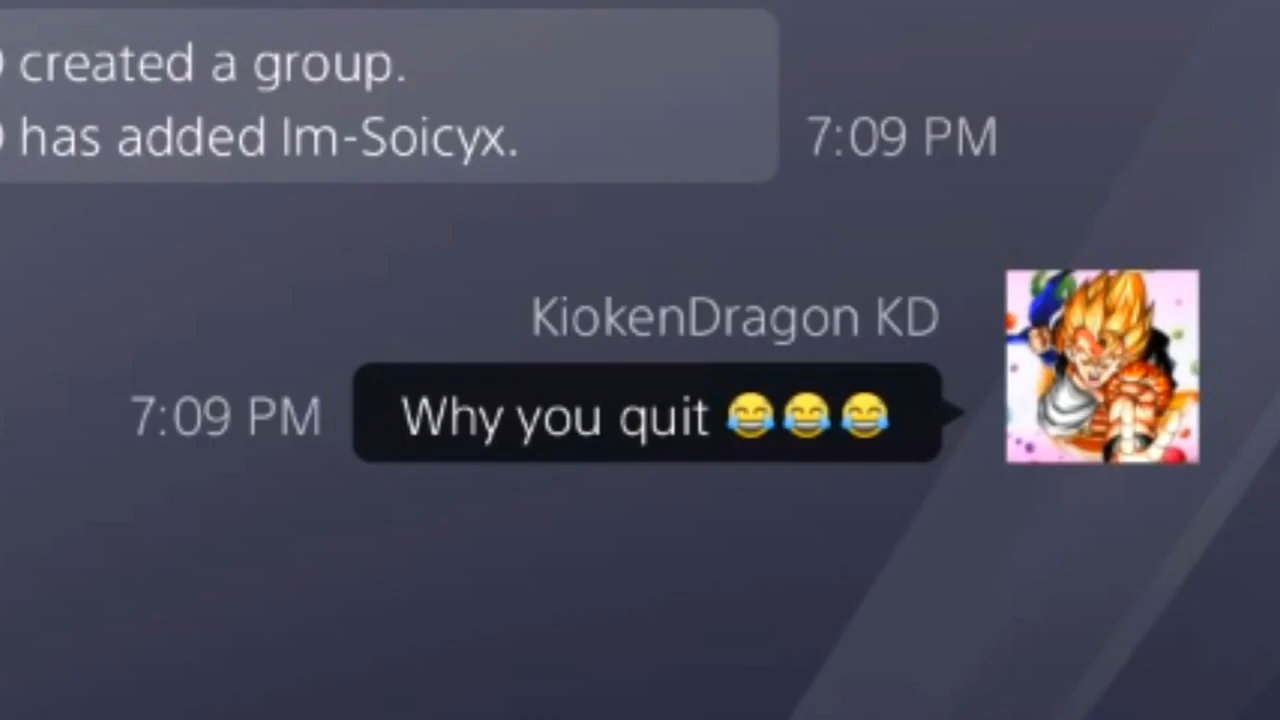 created a group.
has added Im-Soicyx.
7:09 PM
KiokenDragon KD
7:09 PM
Why you quit 😂😂😂